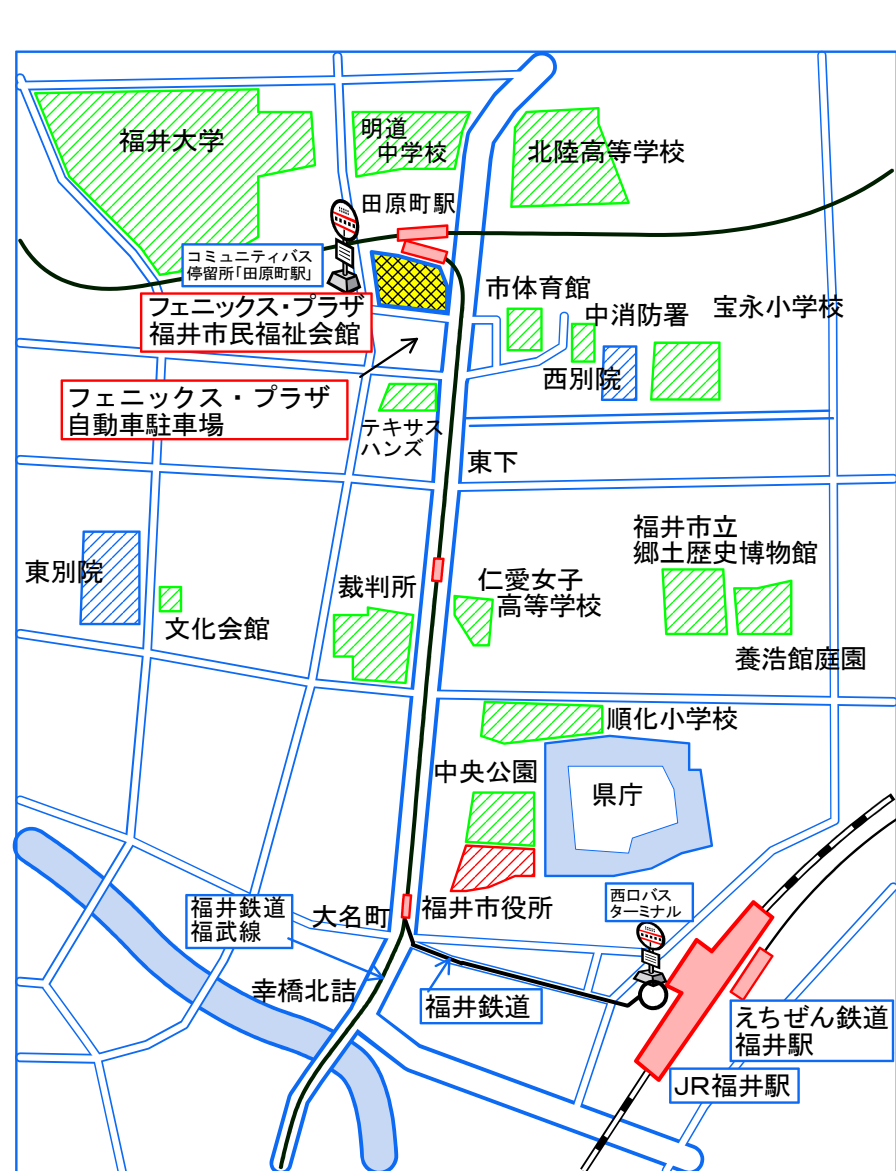 福井大学
明道
中学校
北陸高等学校
田原町駅
コミュニティバス
停留所「田原町駅」
フェニックス・プラザ
福井市民福祉会館
市体育館
中消防署
宝永小学校
西別院
フェニックス・プラザ
自動車駐車場
テキサス
ハンズ
東下
福井市立
郷土歴史博物館
東別院
裁判所
仁愛女子
高等学校
文化会館
養浩館庭園
順化小学校
中央公園
県庁
福井鉄道
福武線
大名町
福井市役所
西口バス
ターミナル
幸橋北詰
福井鉄道
えちぜん鉄道
福井駅
JR福井駅